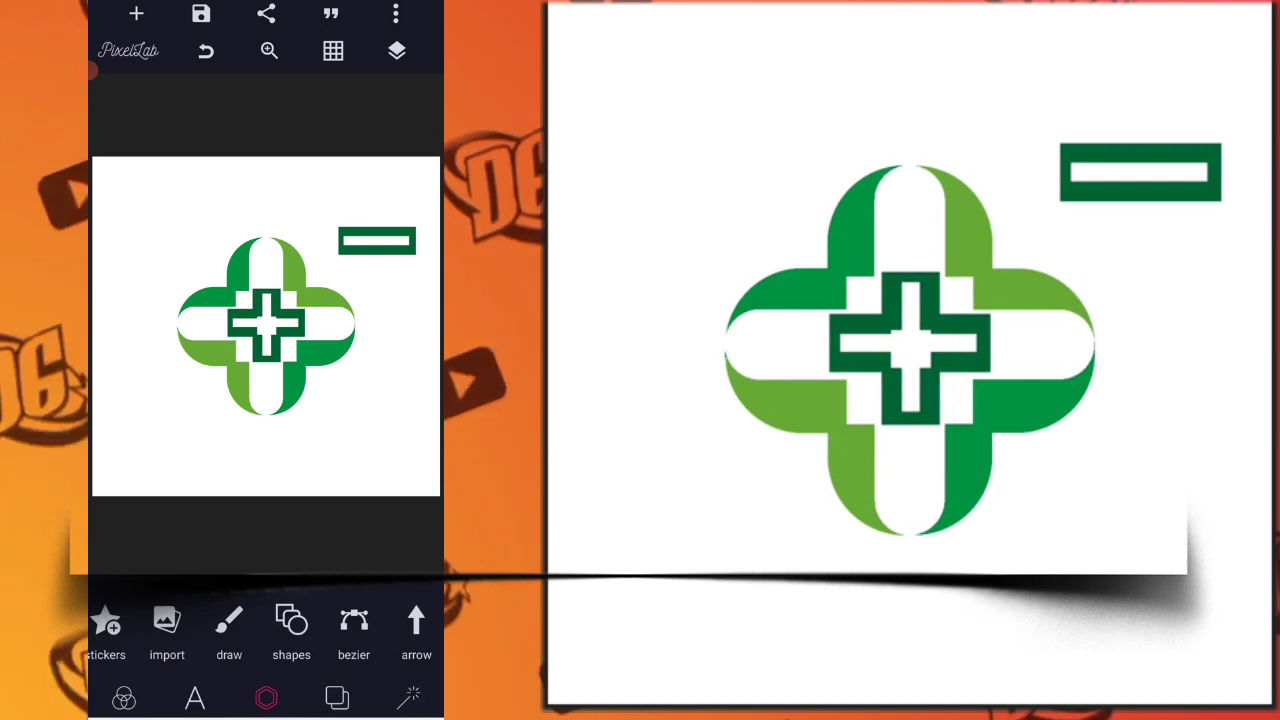 PixelLab
stickers
import
draw
shapes
bezier
arrow